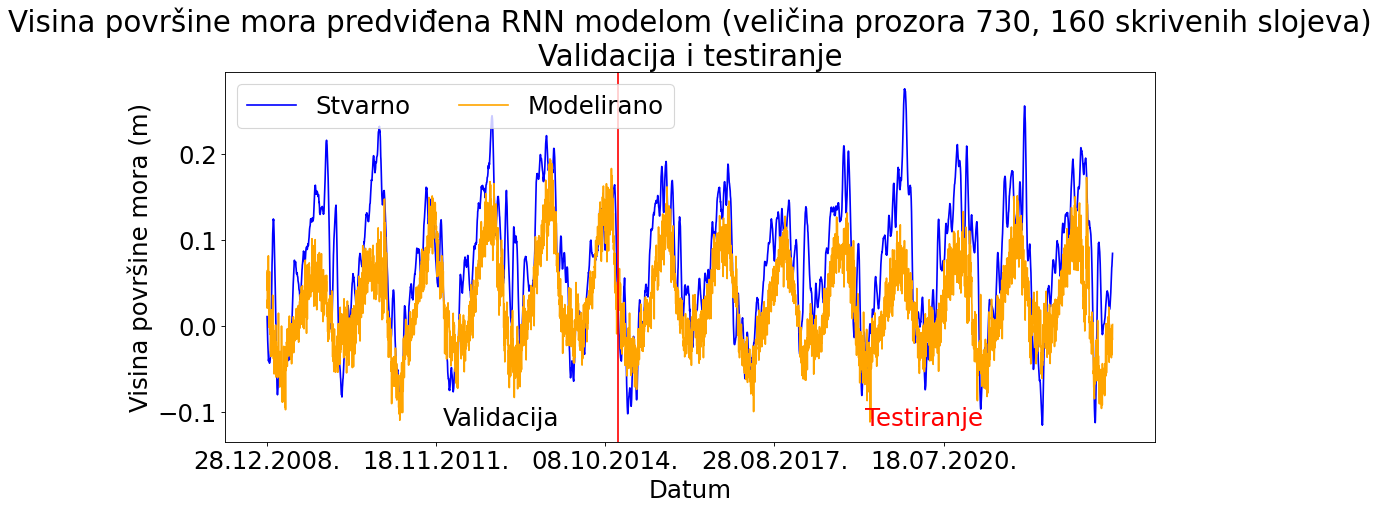 Visina površine mora predviđena RNN modelom (veličina prozora 730, 160 skrivenih slojeva)
Validacija i testiranje
Stvarno
Modelirano
Visina površine mora (m)
0.2
0.1
0.0
−0.1
Validacija
Testiranje
28.12.2008.
18.11.2011.
08.10.2014.
28.08.2017.
18.07.2020.
Datum